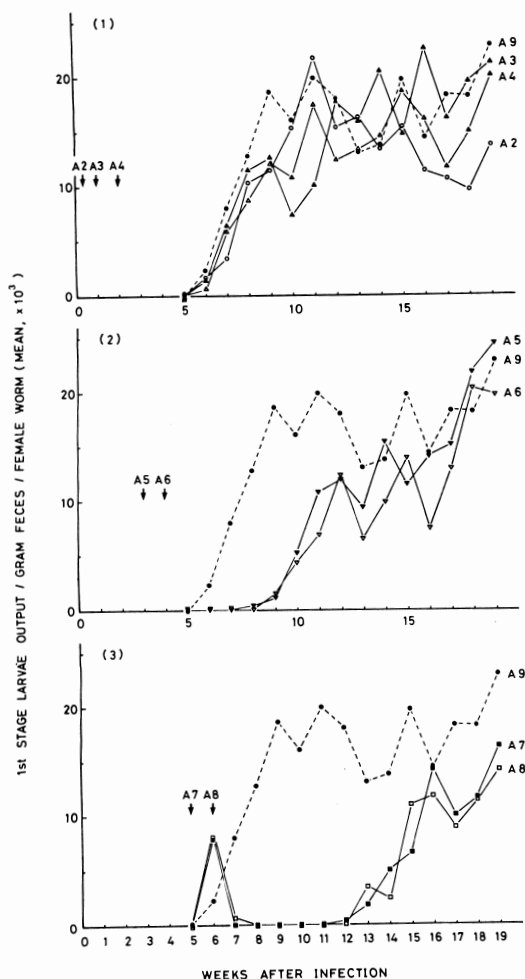 1st STAGE LARVAE OUTPUT / GRAM FECES / FEMALE WORM (MEAN, x10³)
(1)
20
10
0
A2 A3 A4
A9
A3
A4
A2
5 10 15
(2)
20
10
0
A5 A6
A5
A9
A6
5 10 15
(3)
20
10
0
A7 A8
A9
A7
A8
0 1 2 3 4 5 6 7 8 9 10 11 12 13 14 15 16 17 18 19
WEEKS AFTER INFECTION